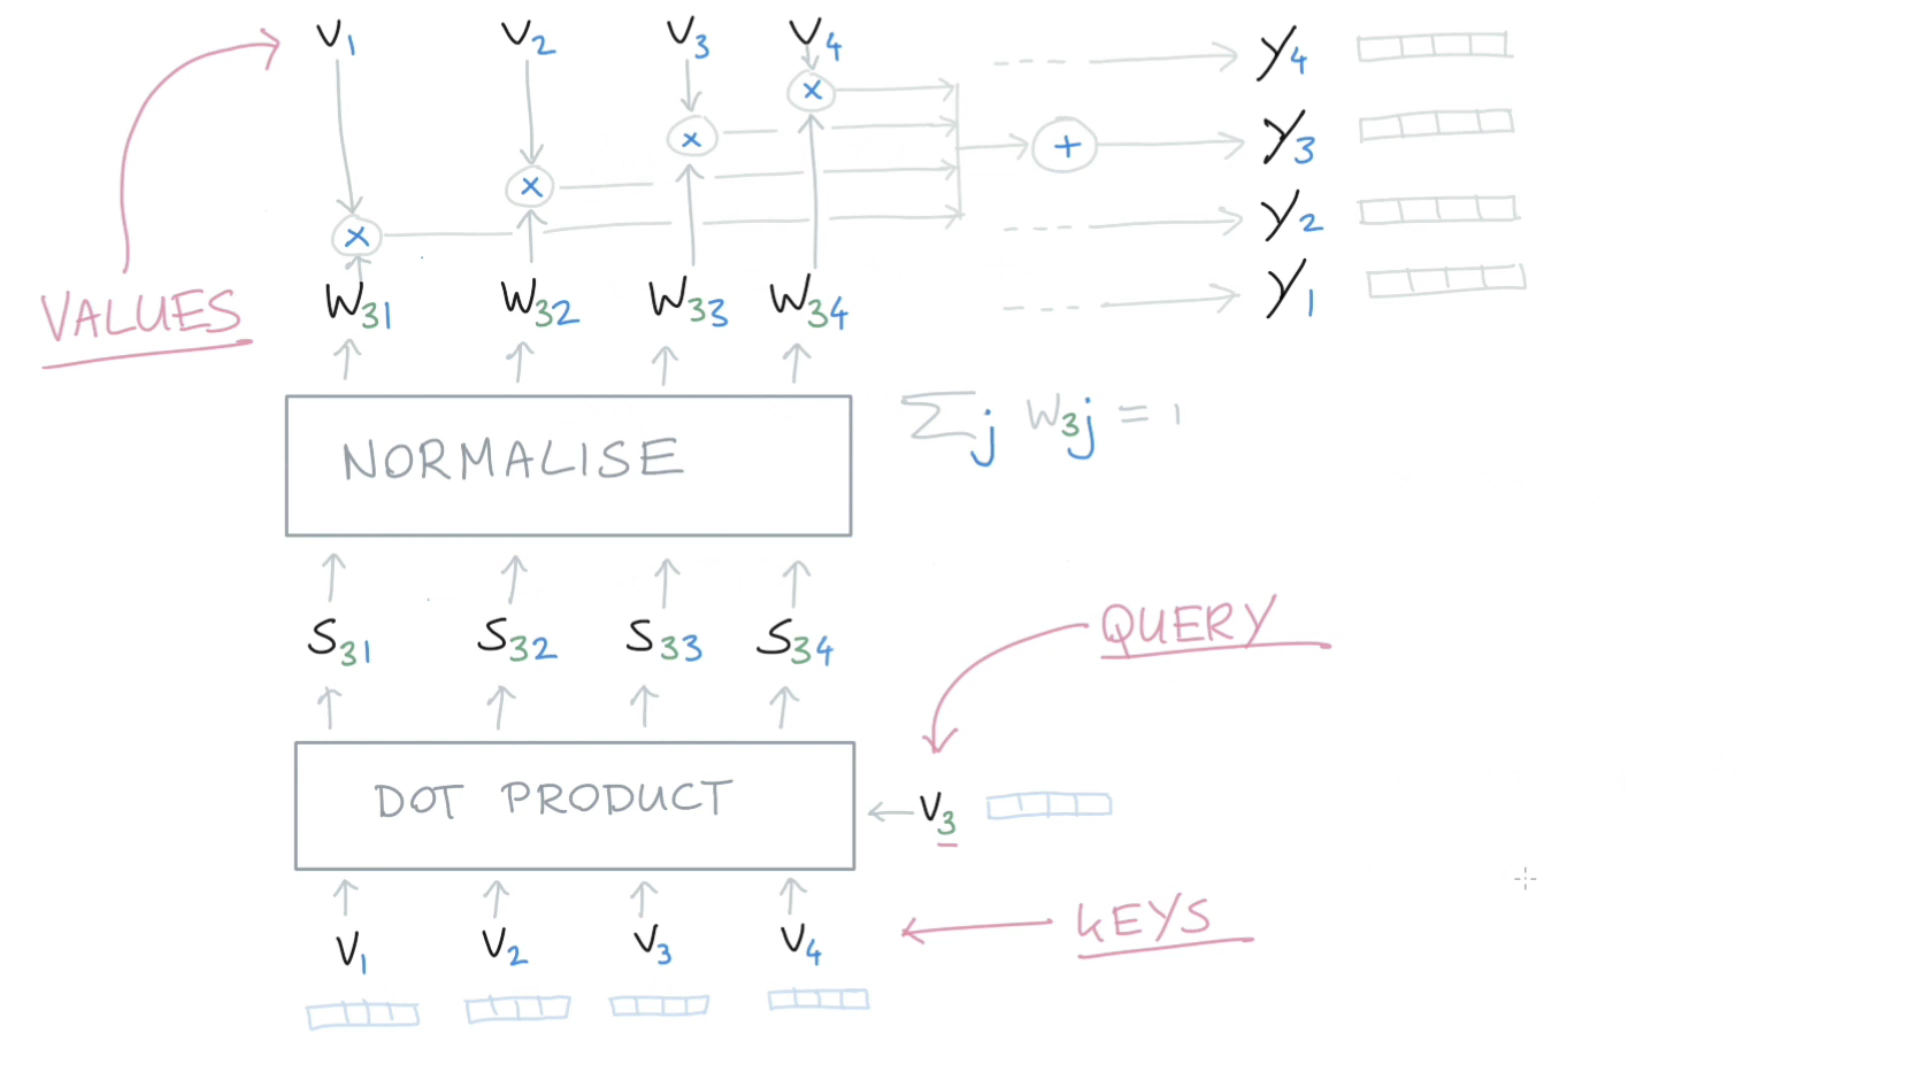 V1 V2 V3 V4
y4
x x x x
+ y3
y2
VALUES
W31 W32 W33 W34
y1
Σj W3j = 1
NORMALISE
S31 S32 S33 S34
QUERY
DOT PRODUCT
V3
KEYS
V1 V2 V3 V4